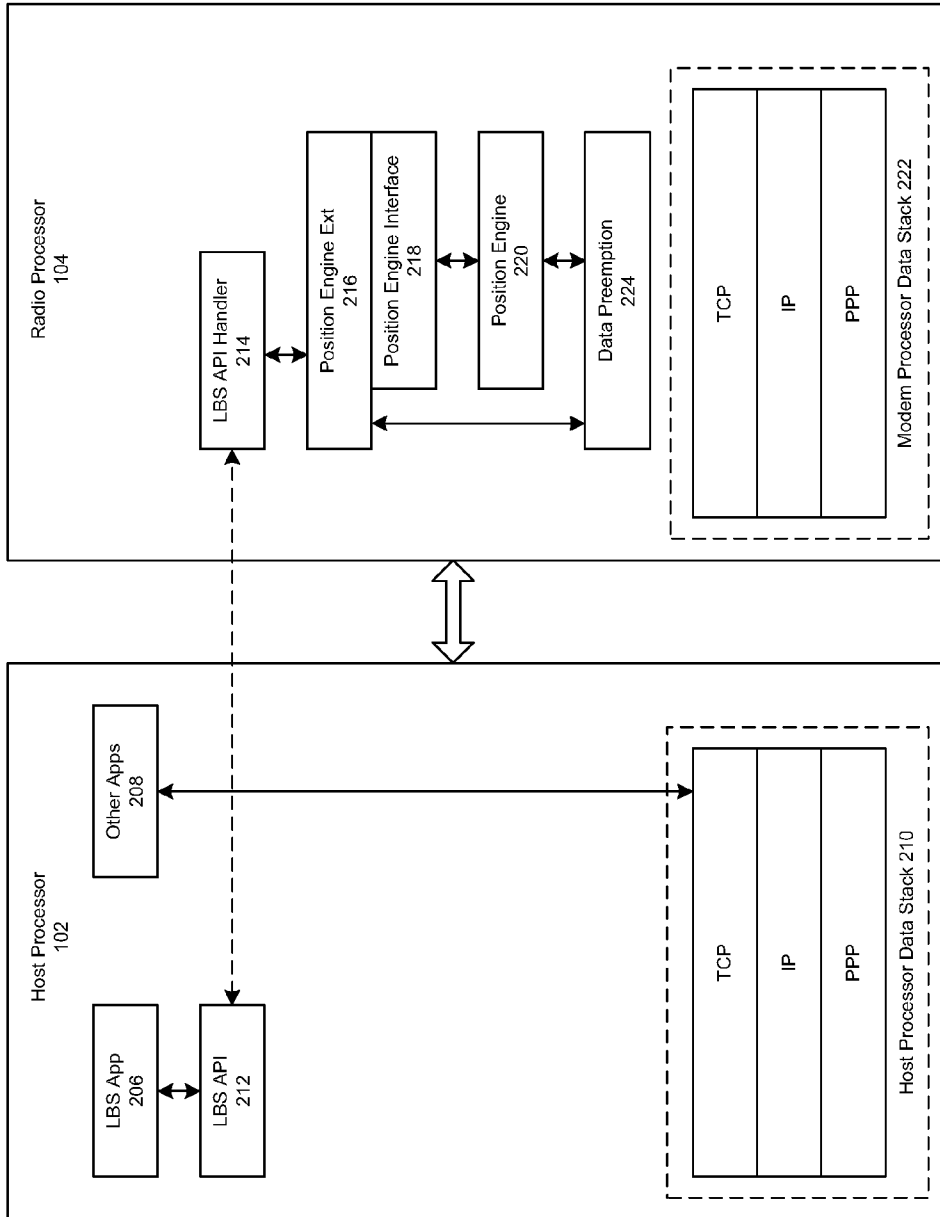 Host Processor
102
LBS App
206
Other Apps
208
LBS API
212
TCP
IP
PPP
Host Processor Data Stack 210
Radio Processor
104
LBS API Handler
214
Position Engine Ext
216
Position Engine Interface
218
Position Engine
220
Data Preemption
224
TCP
IP
PPP
Modem Processor Data Stack 222